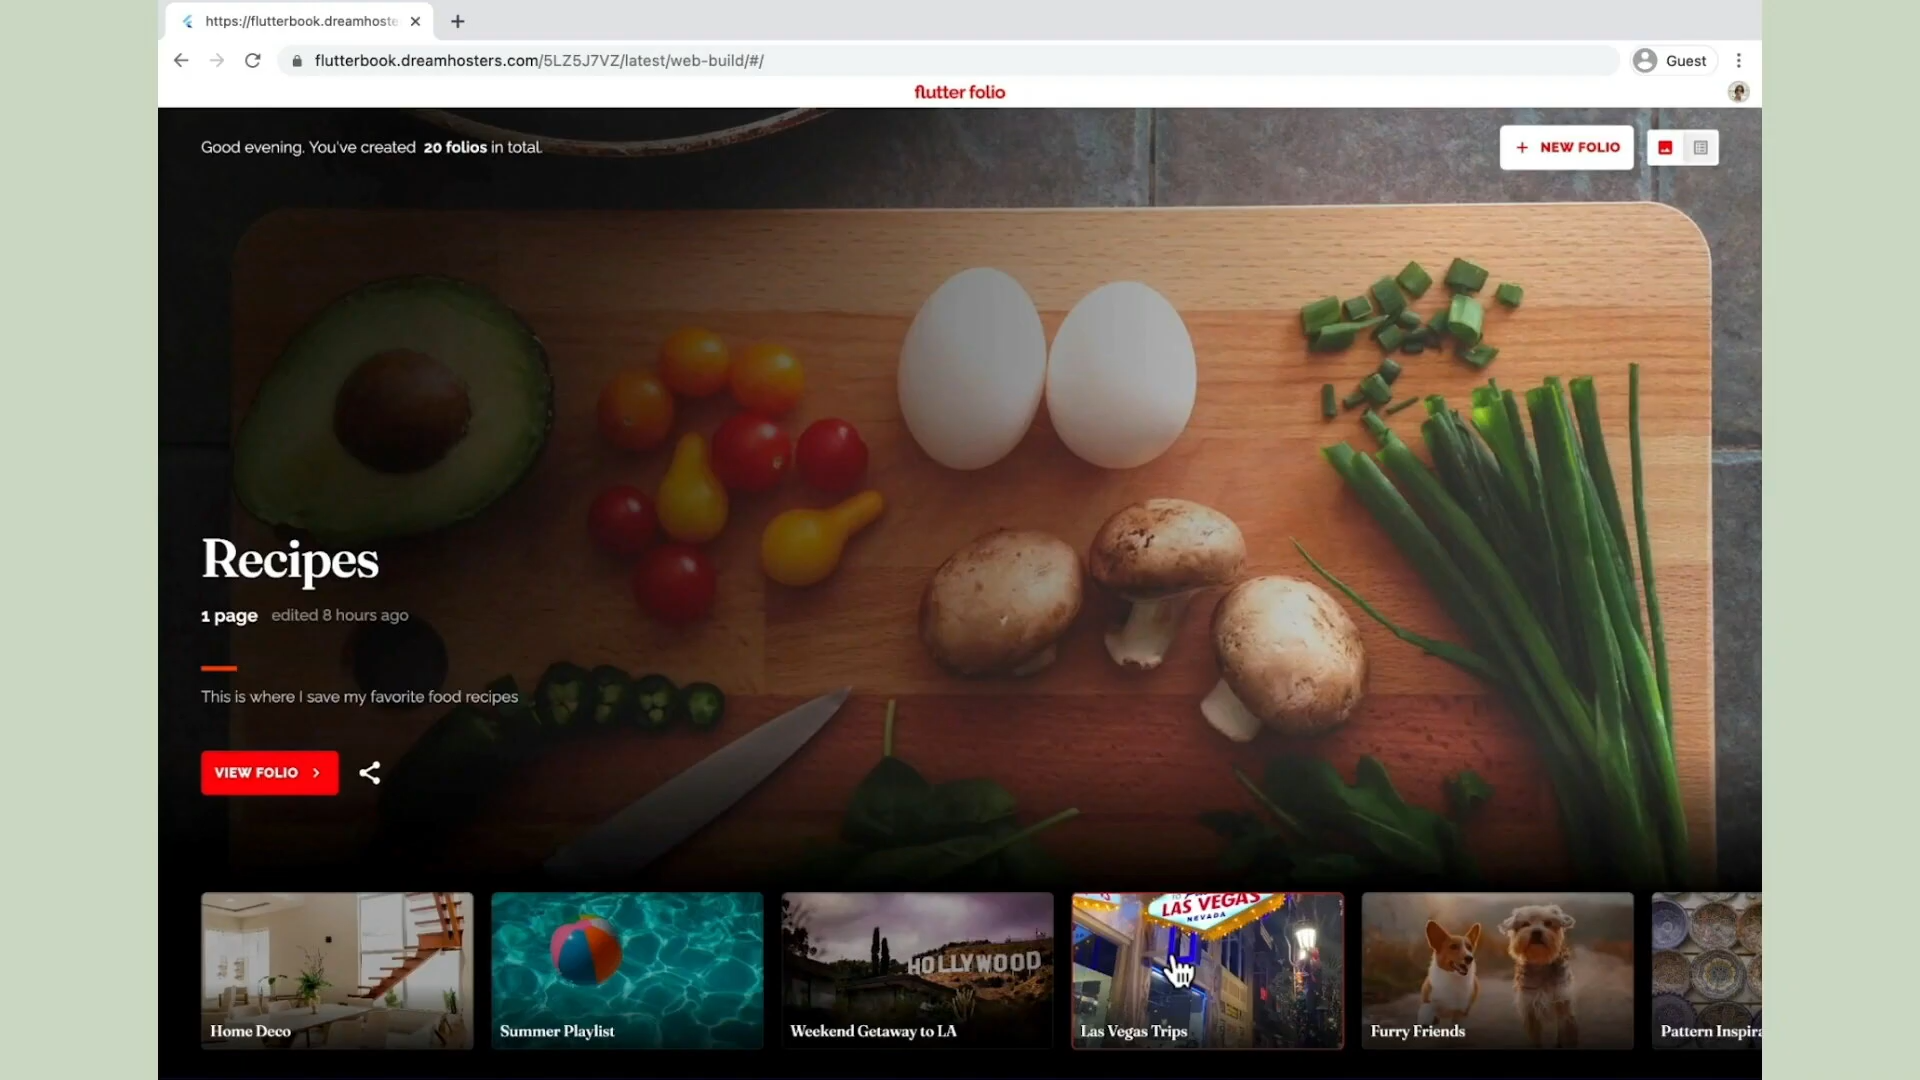 https://flutterbook.dreamhoste
flutterbook.dreamhosters.com/5LZ5J7VZ/latest/web-build/#/
Guest
flutter folio
Good evening. You've created 20 folios in total.
+ NEW FOLIO
Recipes
1 page edited 8 hours ago
This is where I save my favorite food recipes
VIEW FOLIO >
LAS VEGAS
NEVADA
HOLLYWOOD
Home Deco
Summer Playlist
Weekend Getaway to LA
Las Vegas Trips
Furry Friends
Pattern Inspira